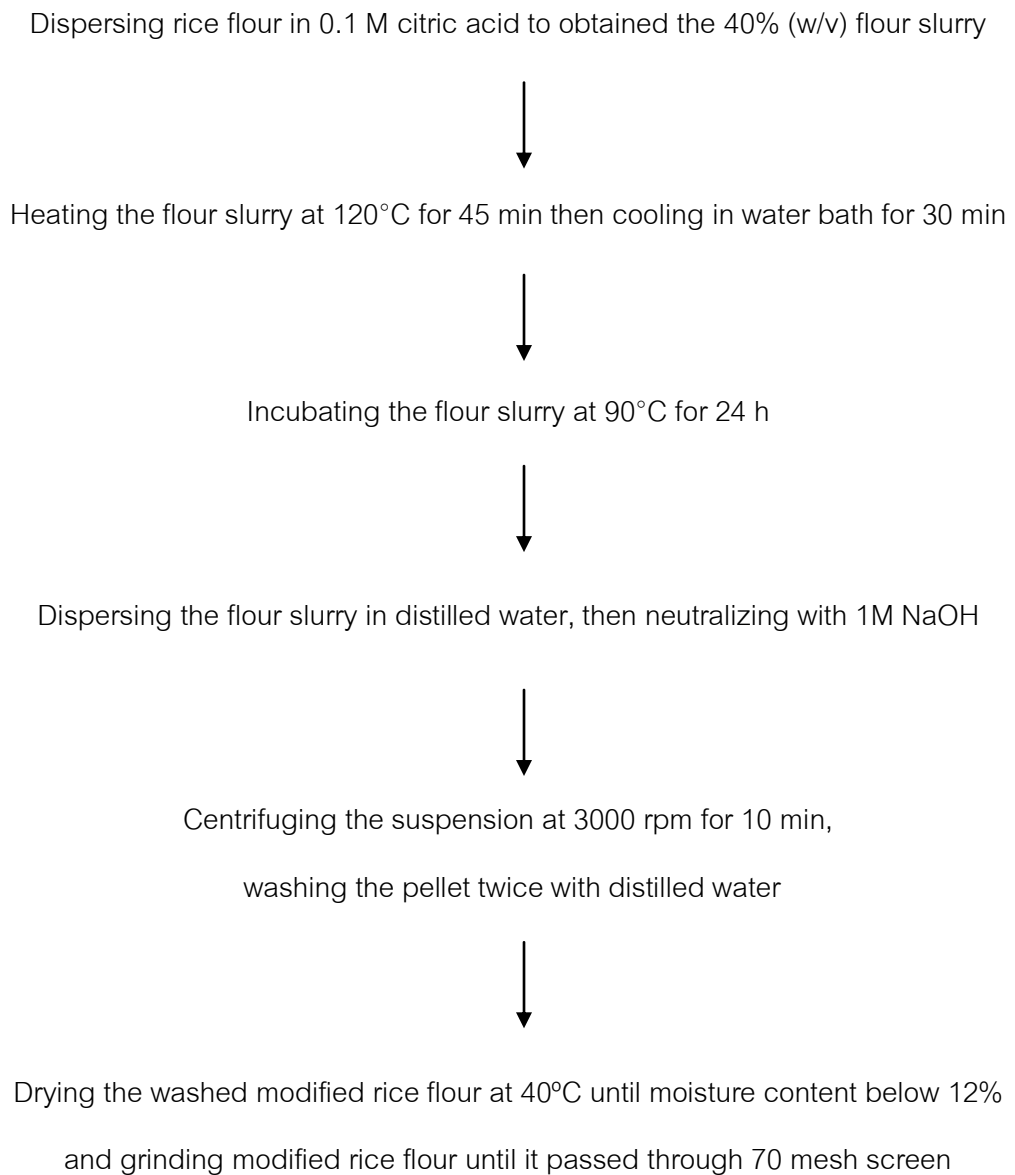 Dispersing rice flour in 0.1 M citric acid to obtained the 40% (w/v) flour slurry
Heating the flour slurry at 120°C for 45 min then cooling in water bath for 30 min
Incubating the flour slurry at 90°C for 24 h
Dispersing the flour slurry in distilled water, then neutralizing with 1M NaOH
Centrifuging the suspension at 3000 rpm for 10 min,
washing the pellet twice with distilled water
Drying the washed modified rice flour at 40ºC until moisture content below 12%
and grinding modified rice flour until it passed through 70 mesh screen